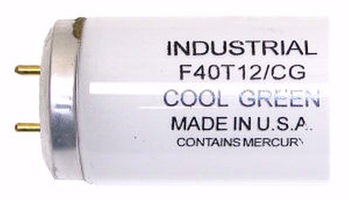 INDUSTRIAL
F40T12/CG
COOL GREEN
MADE IN U.S.A.
CONTAINS MERCURY